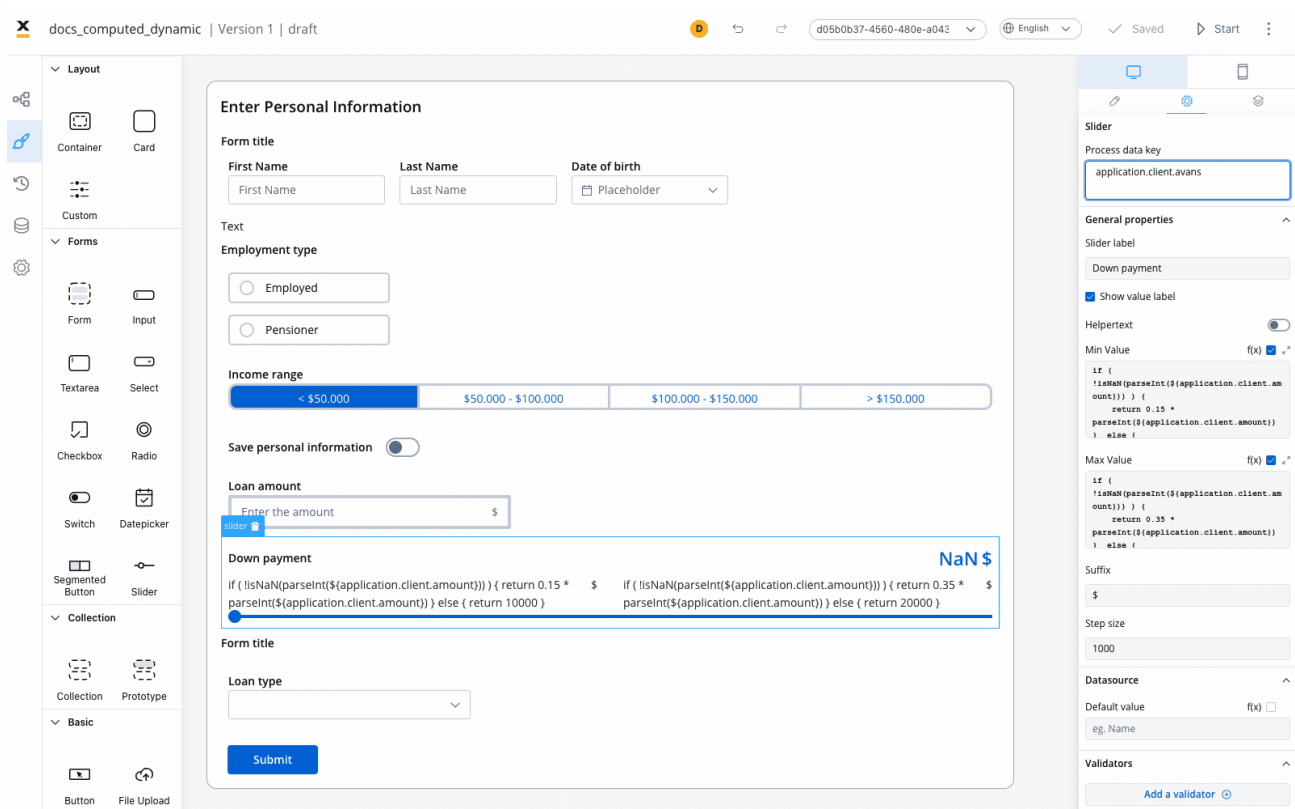 docs_computed_dynamic | Version 1 | draft
D
d05b0b37-4560-480e-a043
English
Saved
Start
Layout
Container
Card
Custom
Forms
Form
Input
Textarea
Select
Checkbox
Radio
Switch
Datepicker
Segmented
Button
Slider
Collection
Collection
Prototype
Basic
Button
File Upload
Enter Personal Information
Form title
First Name
Last Name
Date of birth
First Name
Last Name
Placeholder
Text
Employment type
Employed
Pensioner
Income range
< $50.000
$50.000 - $100.000
$100.000 - $150.000
> $150.000
Save personal information
Loan amount
Enter the amount
$
slider
Down payment
NaN $
if ( !isNaN(parseInt(${application.client.amount})) ) { return 0.15 *
parseInt(${application.client.amount}) } else { return 10000 }
$
if ( !isNaN(parseInt(${application.client.amount})) ) { return 0.35 *
parseInt(${application.client.amount}) } else { return 20000 }
$
Form title
Loan type
Submit
Slider
Process data key
application.client.avans
General properties
Slider label
Down payment
Show value label
Helpertext
Min Value
f(x)
if (
!isNaN(parseInt(${application.client.am
ount})) ) {
return 0.15 *
parseInt(${application.client.amount})
} else {
Max Value
f(x)
if (
!isNaN(parseInt(${application.client.am
ount})) ) {
return 0.35 *
parseInt(${application.client.amount})
} else {
Suffix
$
Step size
1000
Datasource
Default value
f(x)
eg. Name
Validators
Add a validator